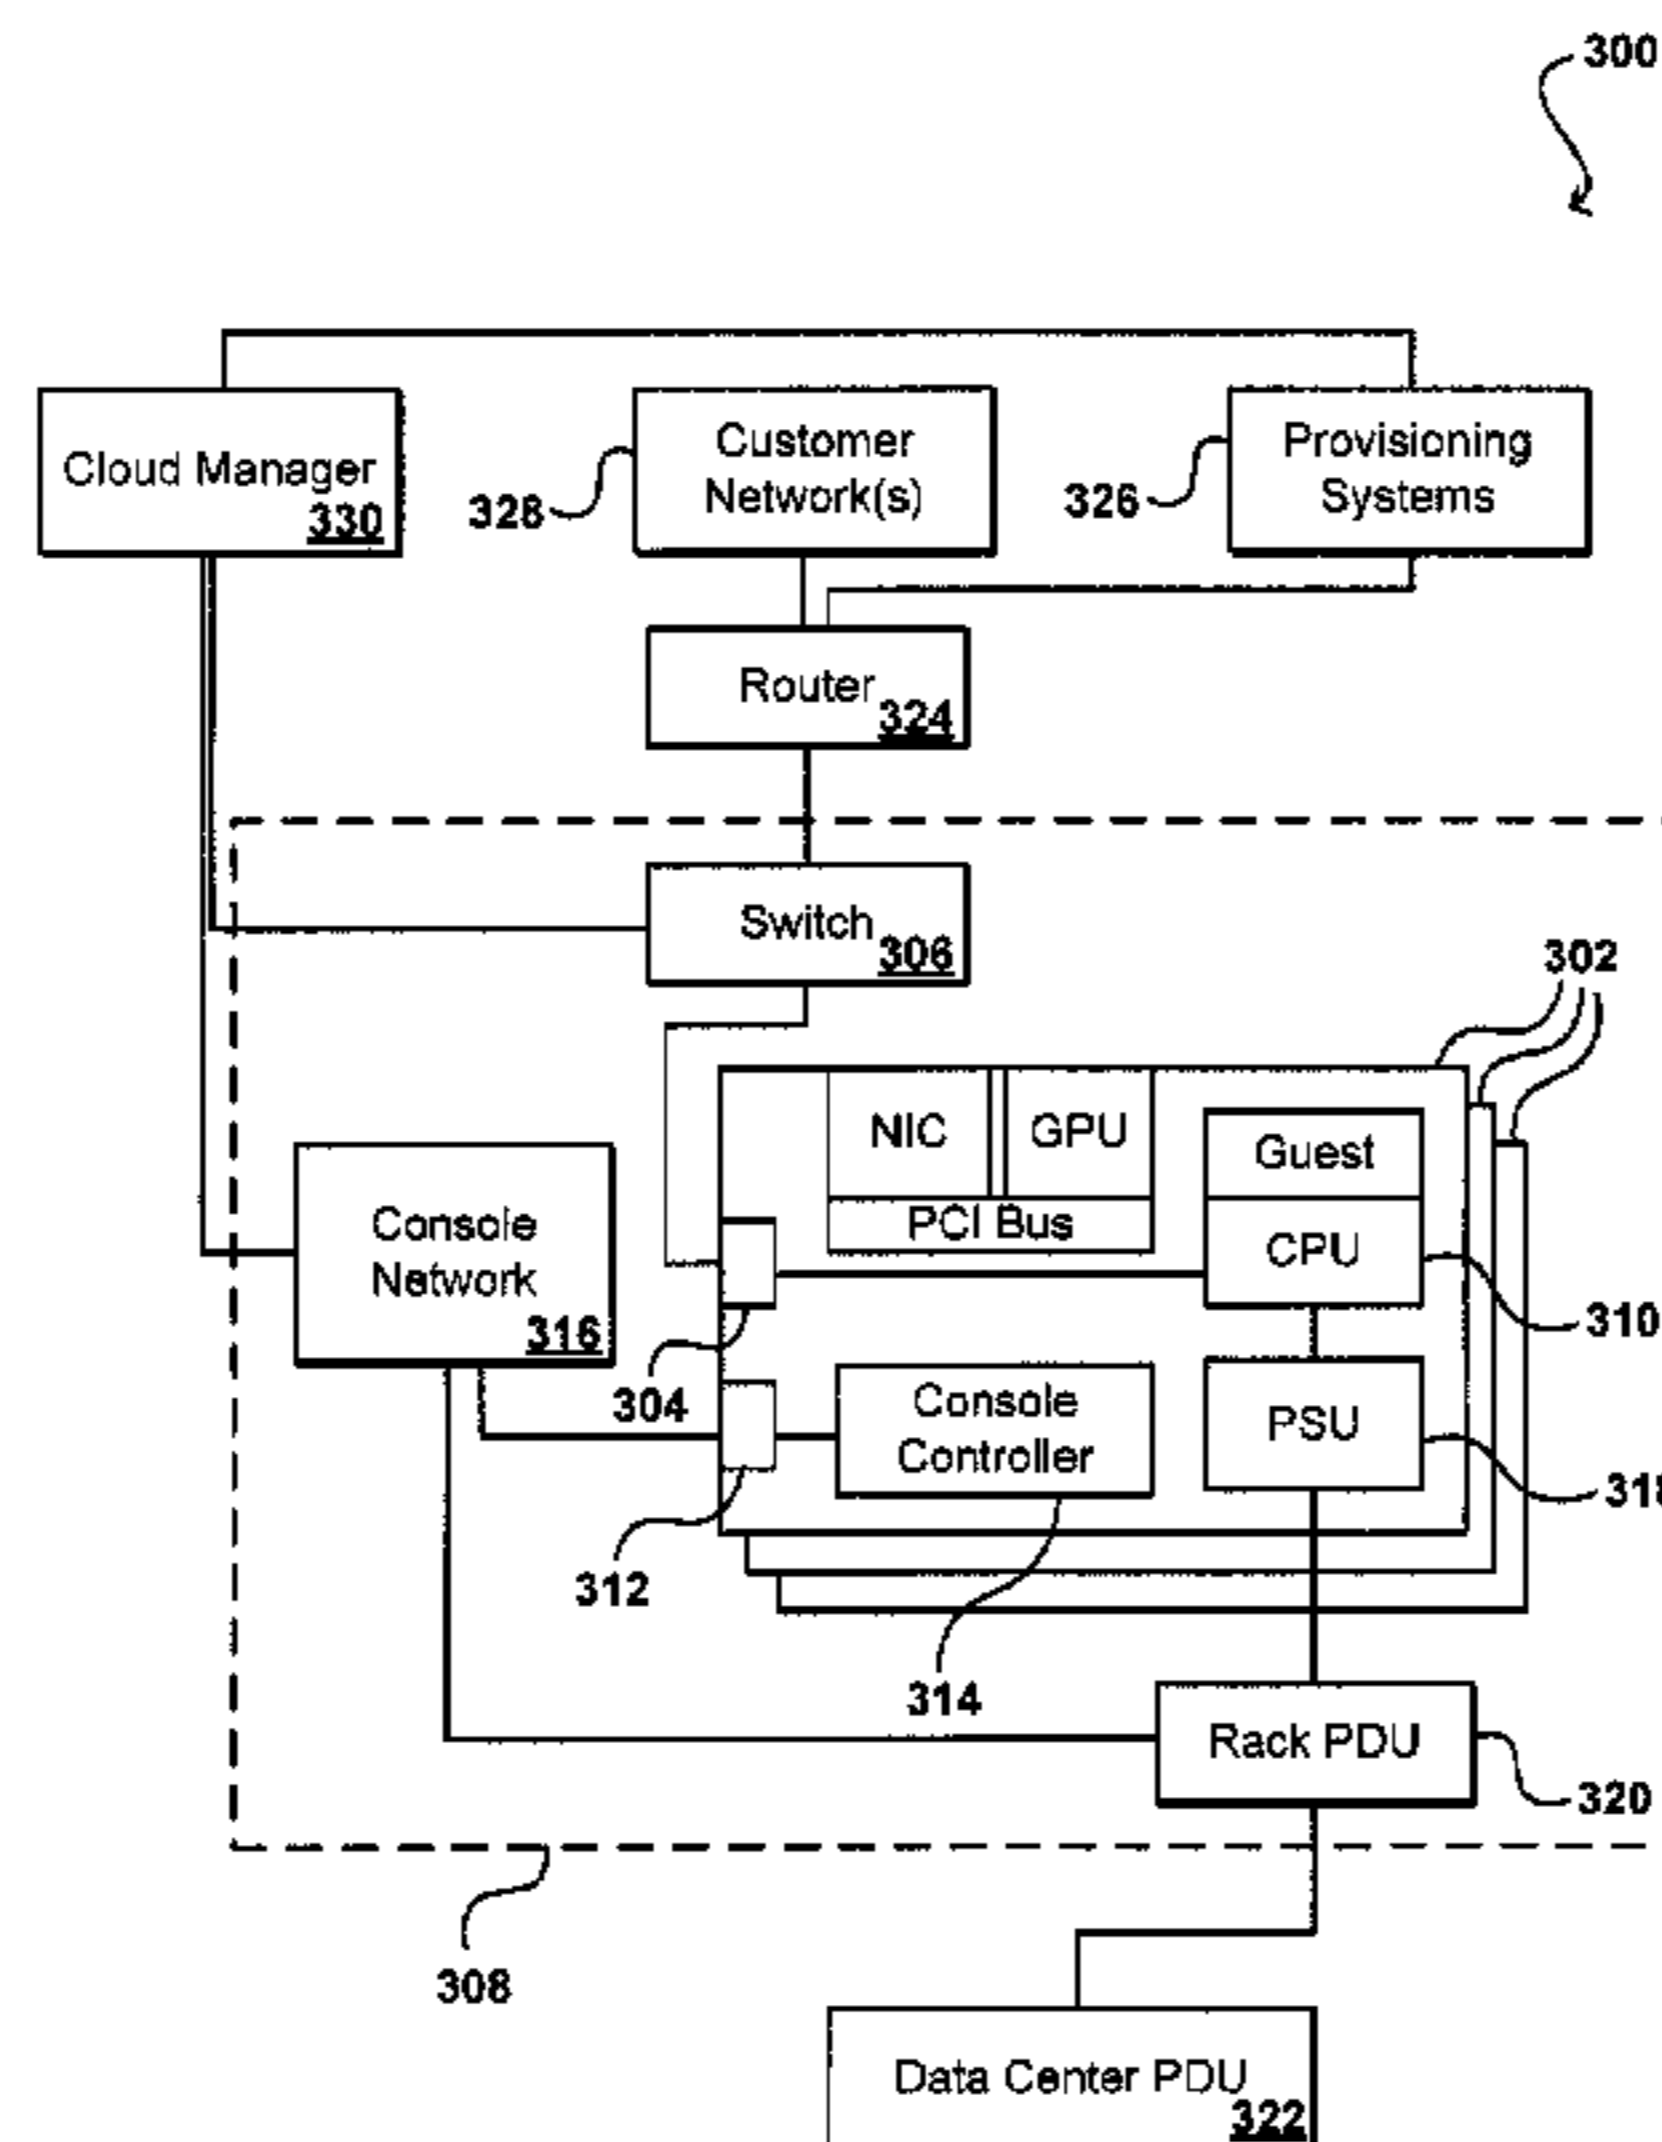 300
Cloud Manager
330
328
Customer
Network(s)
326
Provisioning
Systems
Router
324
Switch
306
302
NIC
GPU
PCI Bus
Guest
CPU
310
Console
Network
316
304
Console
Controller
PSU
318
312
314
Rack PDU
320
308
Data Center PDU
322